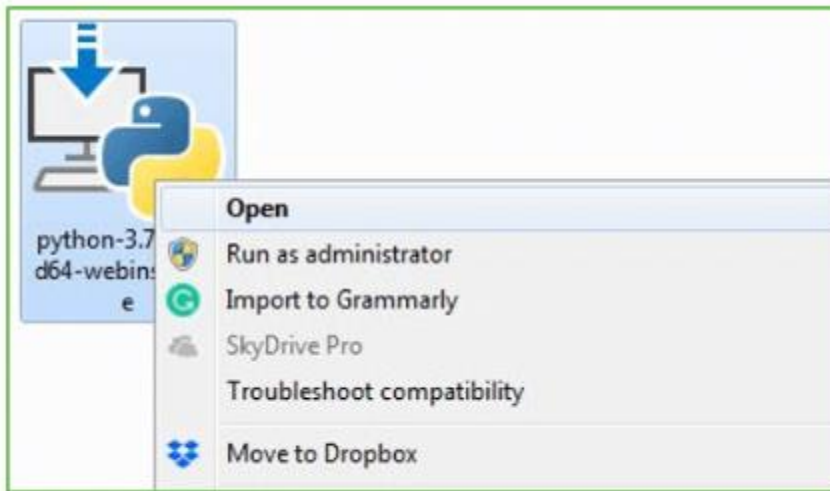 Open
python-3.7
Run as administrator
d64-webins
Import to Grammarly
e
SkyDrive Pro
Troubleshoot compatibility
Move to Dropbox